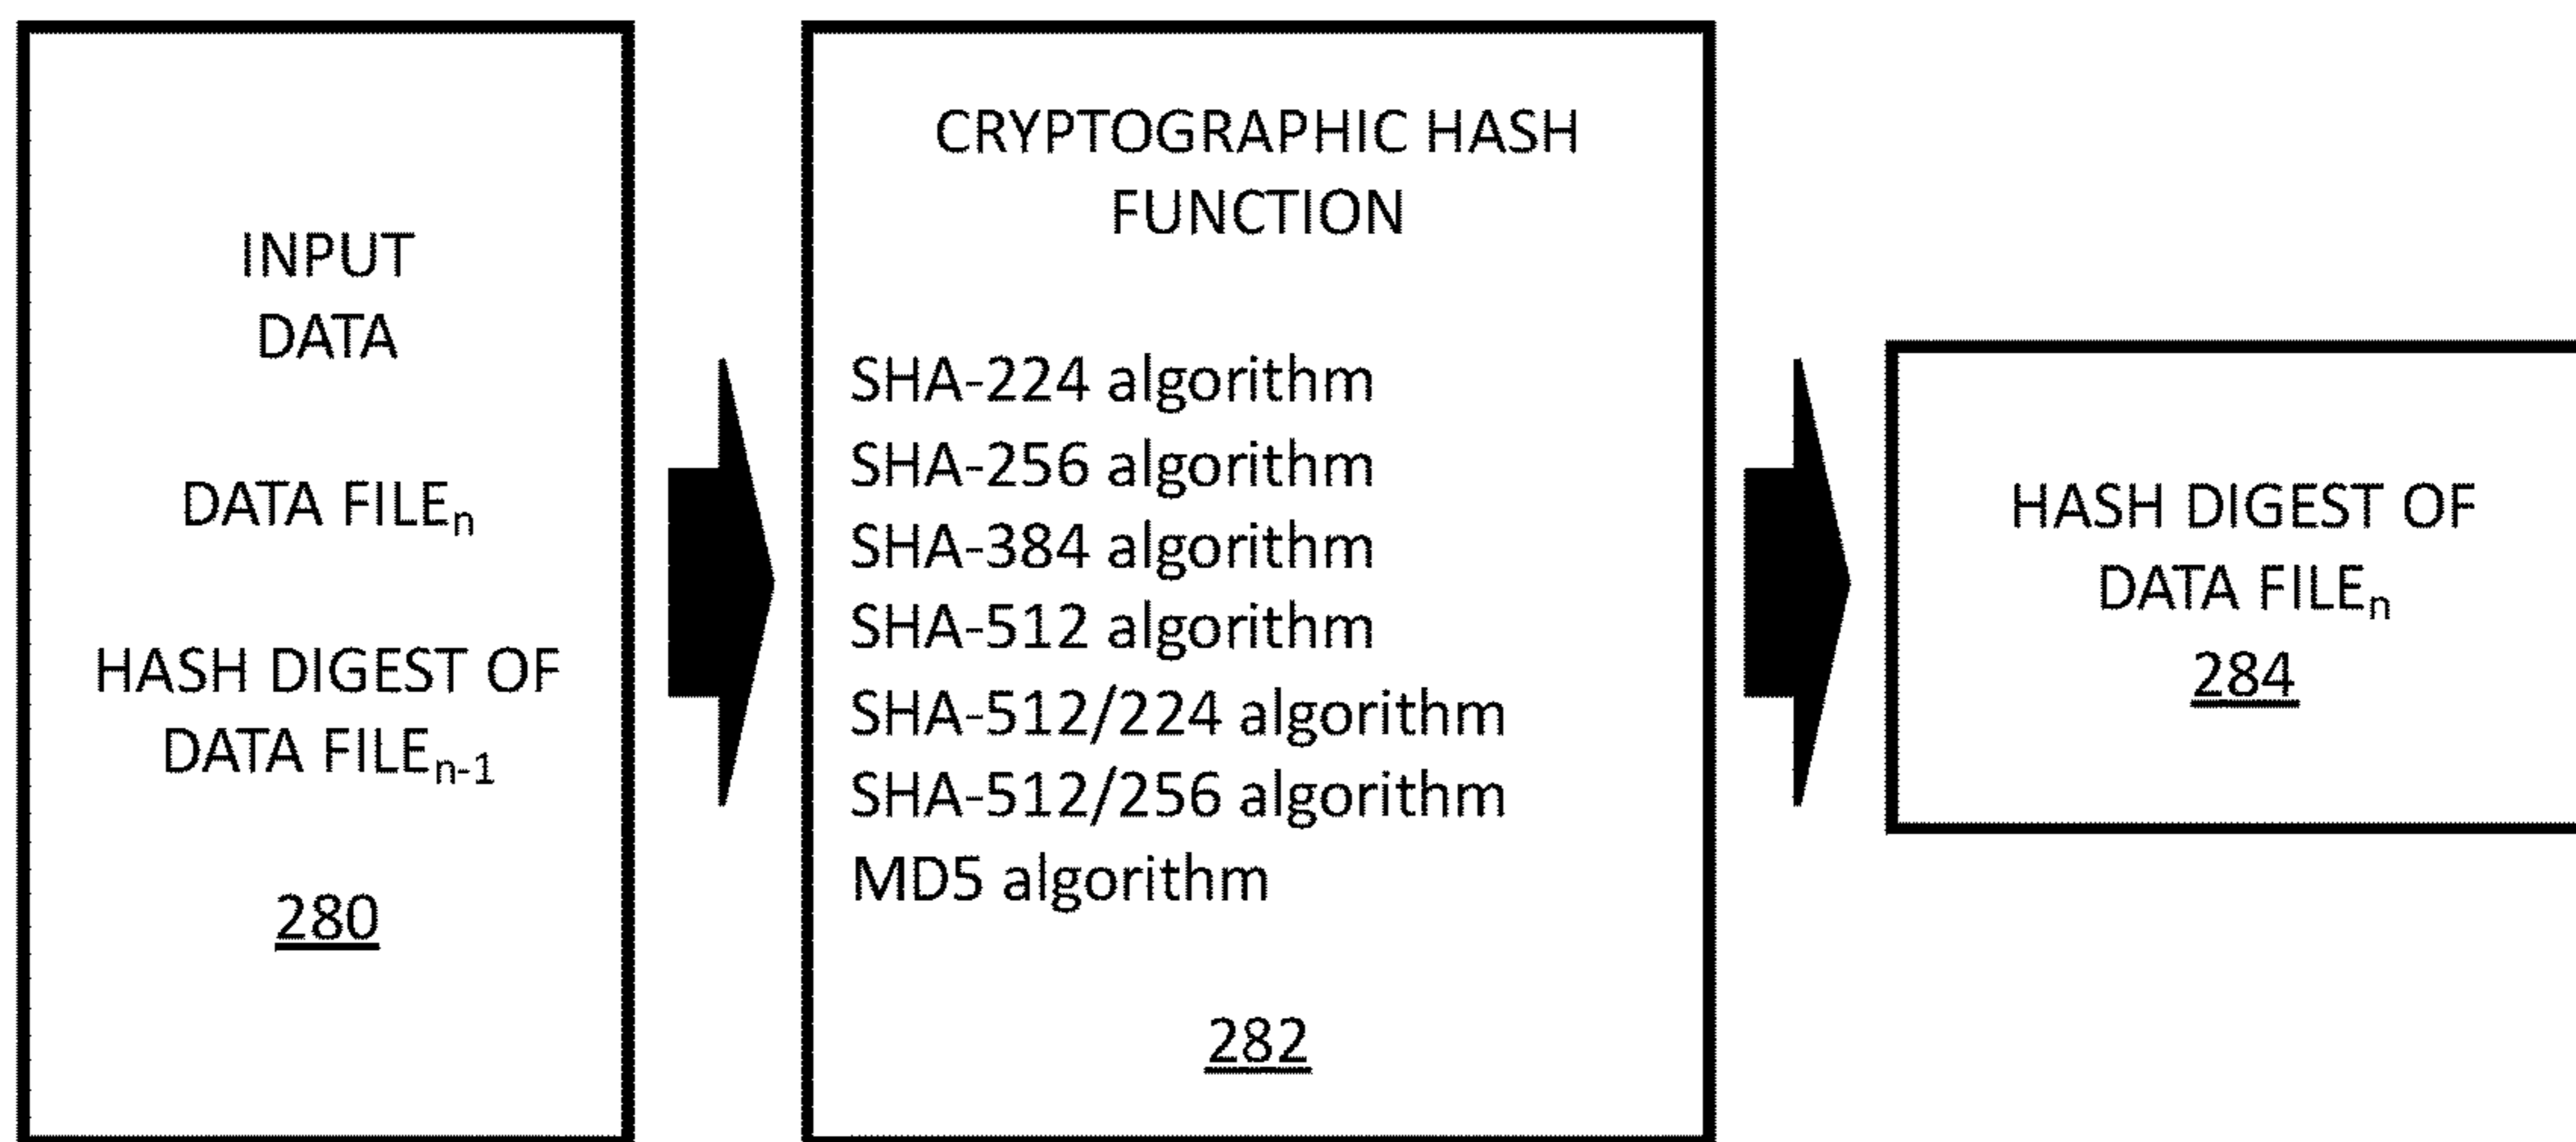 INPUT
DATA
DATA FILEₙ
HASH DIGEST OF
DATA FILEₙ₋₁
280
CRYPTOGRAPHIC HASH
FUNCTION
SHA-224 algorithm
SHA-256 algorithm
SHA-384 algorithm
SHA-512 algorithm
SHA-512/224 algorithm
SHA-512/256 algorithm
MD5 algorithm
282
HASH DIGEST OF
DATA FILEₙ
284